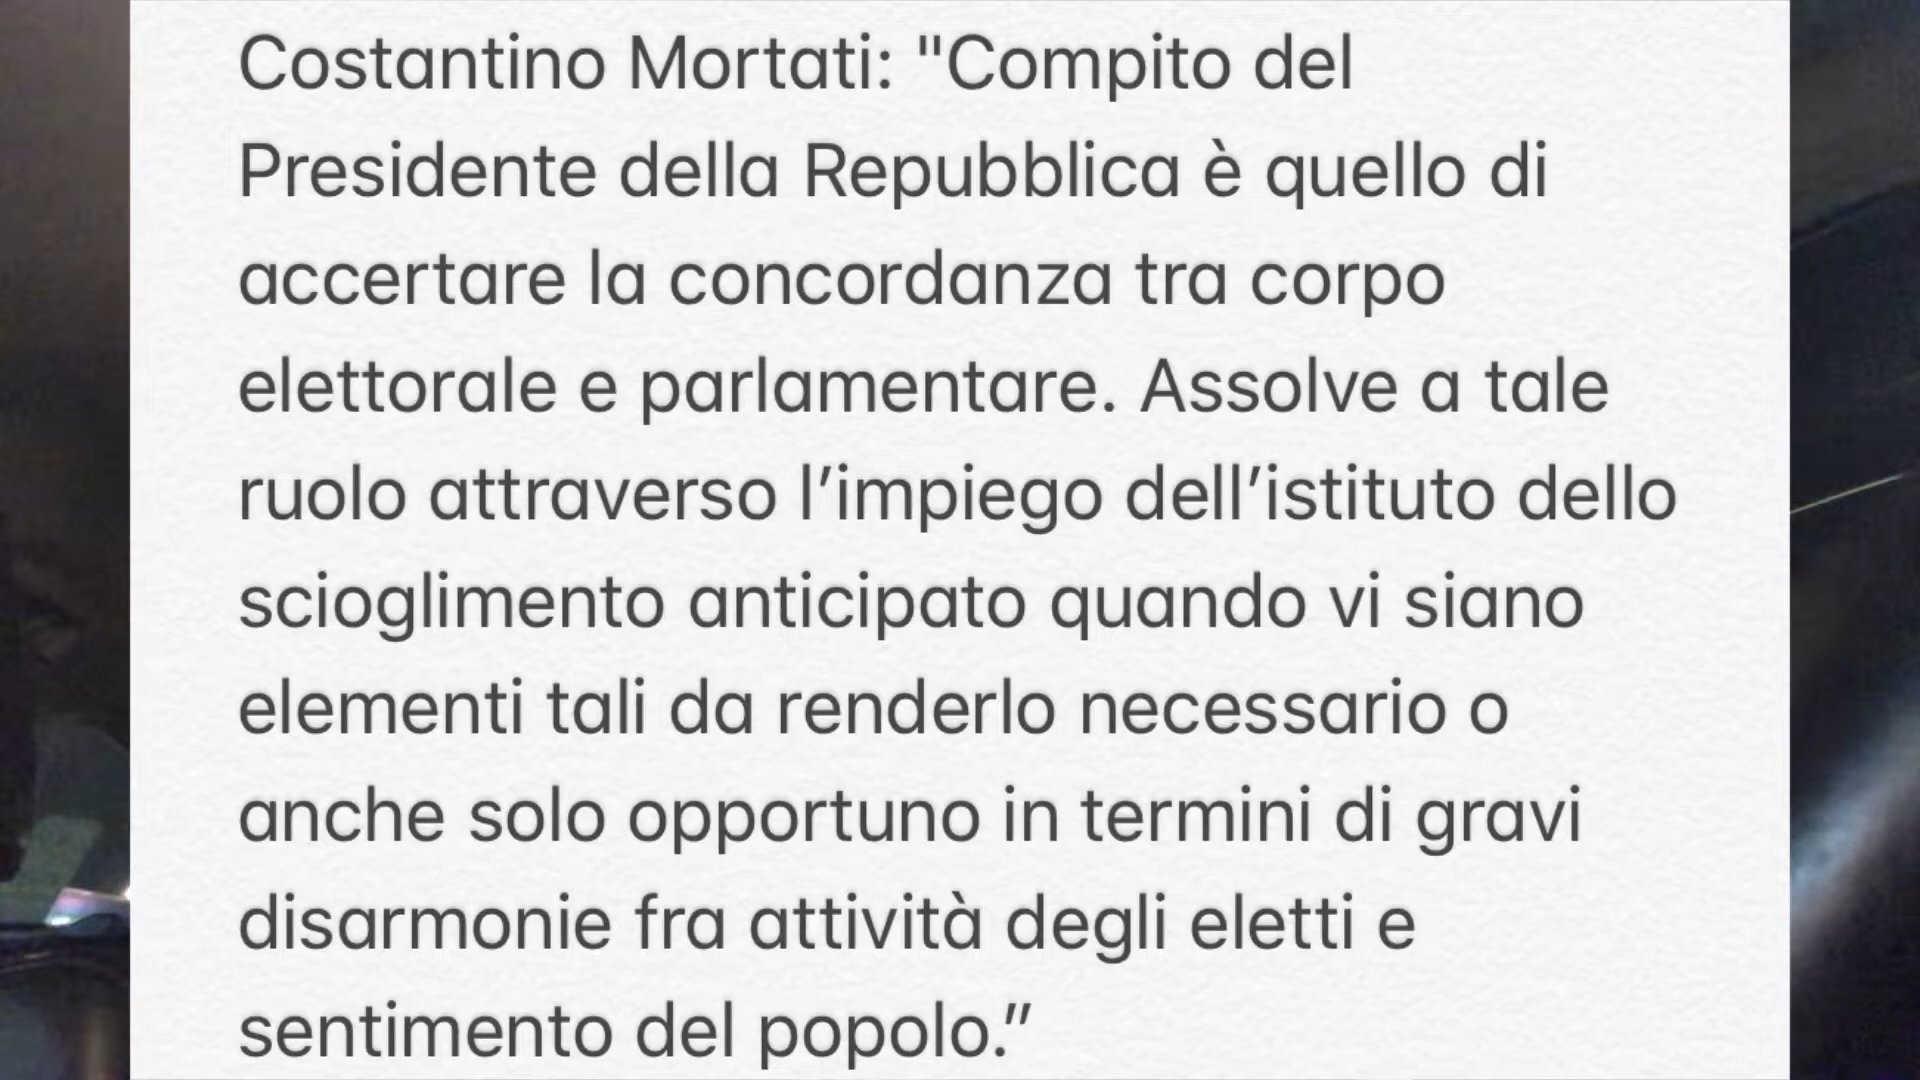 Costantino Mortati: "Compito del
Presidente della Repubblica è quello di
accertare la concordanza tra corpo
elettorale e parlamentare. Assolve a tale
ruolo attraverso l’impiego dell’istituto dello
scioglimento anticipato quando vi siano
elementi tali da renderlo necessario o
anche solo opportuno in termini di gravi
disarmonie fra attività degli eletti e
sentimento del popolo.”